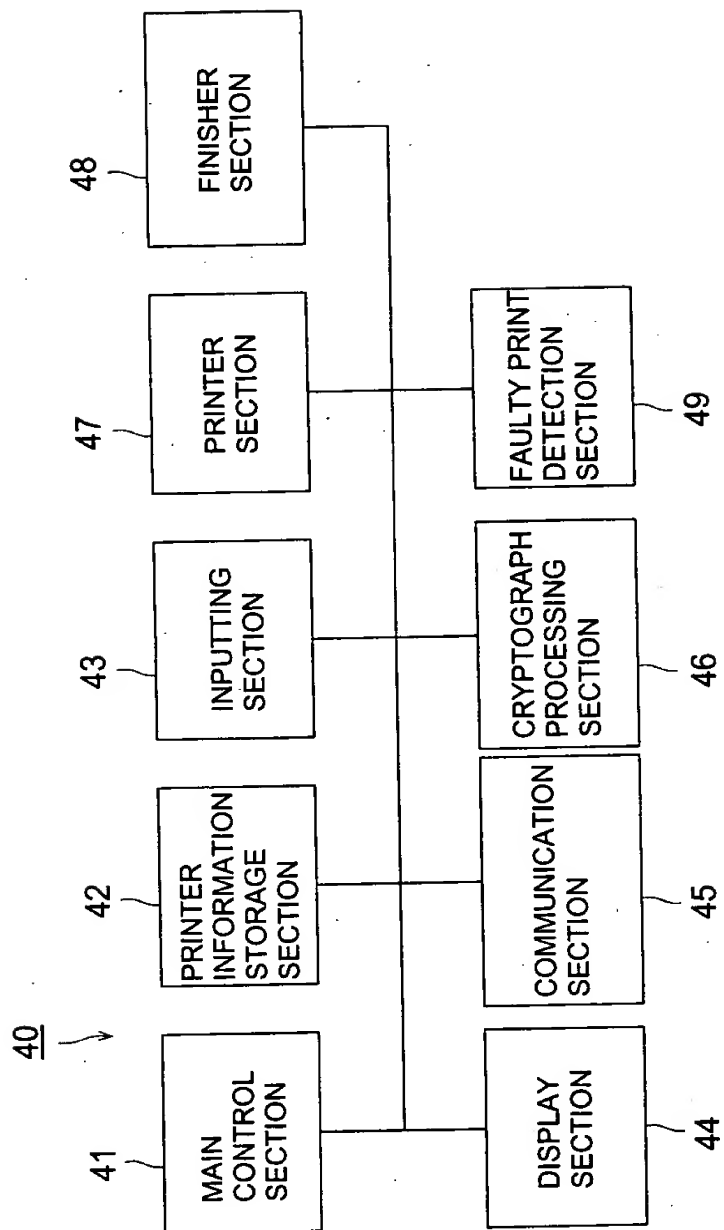 40
41
MAIN
CONTROL
SECTION
42
PRINTER
INFORMATION
STORAGE
SECTION
43
INPUTTING
SECTION
47
PRINTER
SECTION
48
FINISHER
SECTION
DISPLAY
SECTION
44
COMMUNICATION
SECTION
45
CRYPTOGRAPH
PROCESSING
SECTION
46
FAULTY PRINT
DETECTION
SECTION
49